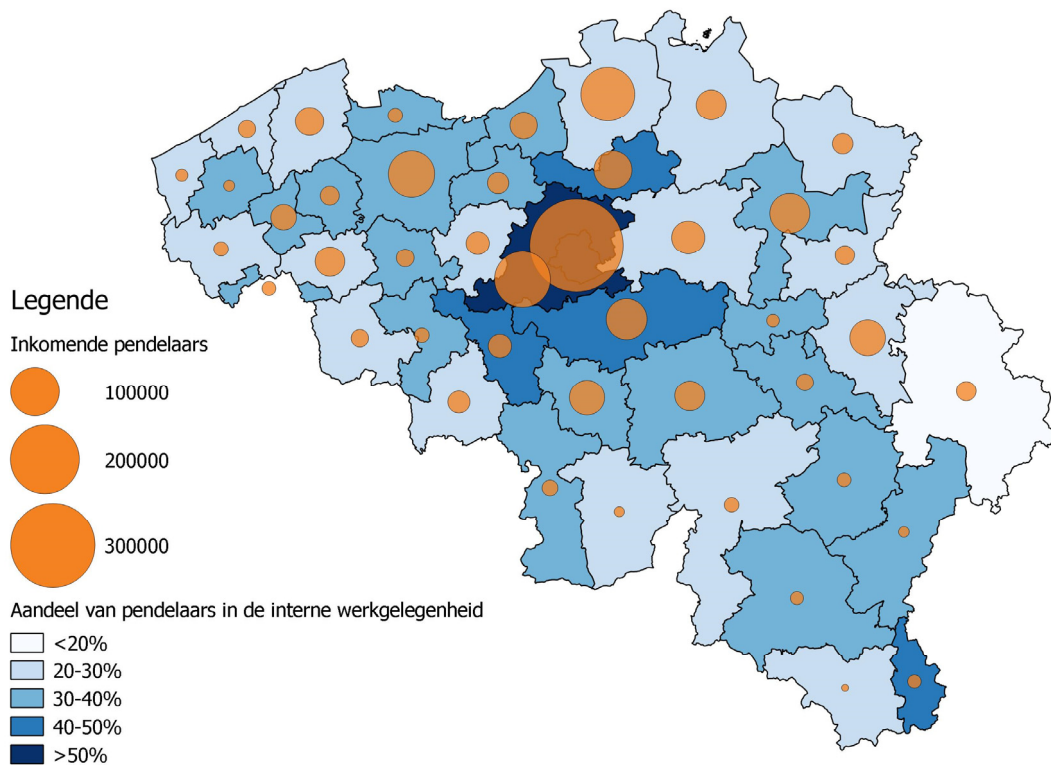 Legende
Inkomende pendelaars
100000
200000
300000
Aandeel van pendelaars in de interne werkgelegenheid
<20%
20-30%
30-40%
40-50%
>50%